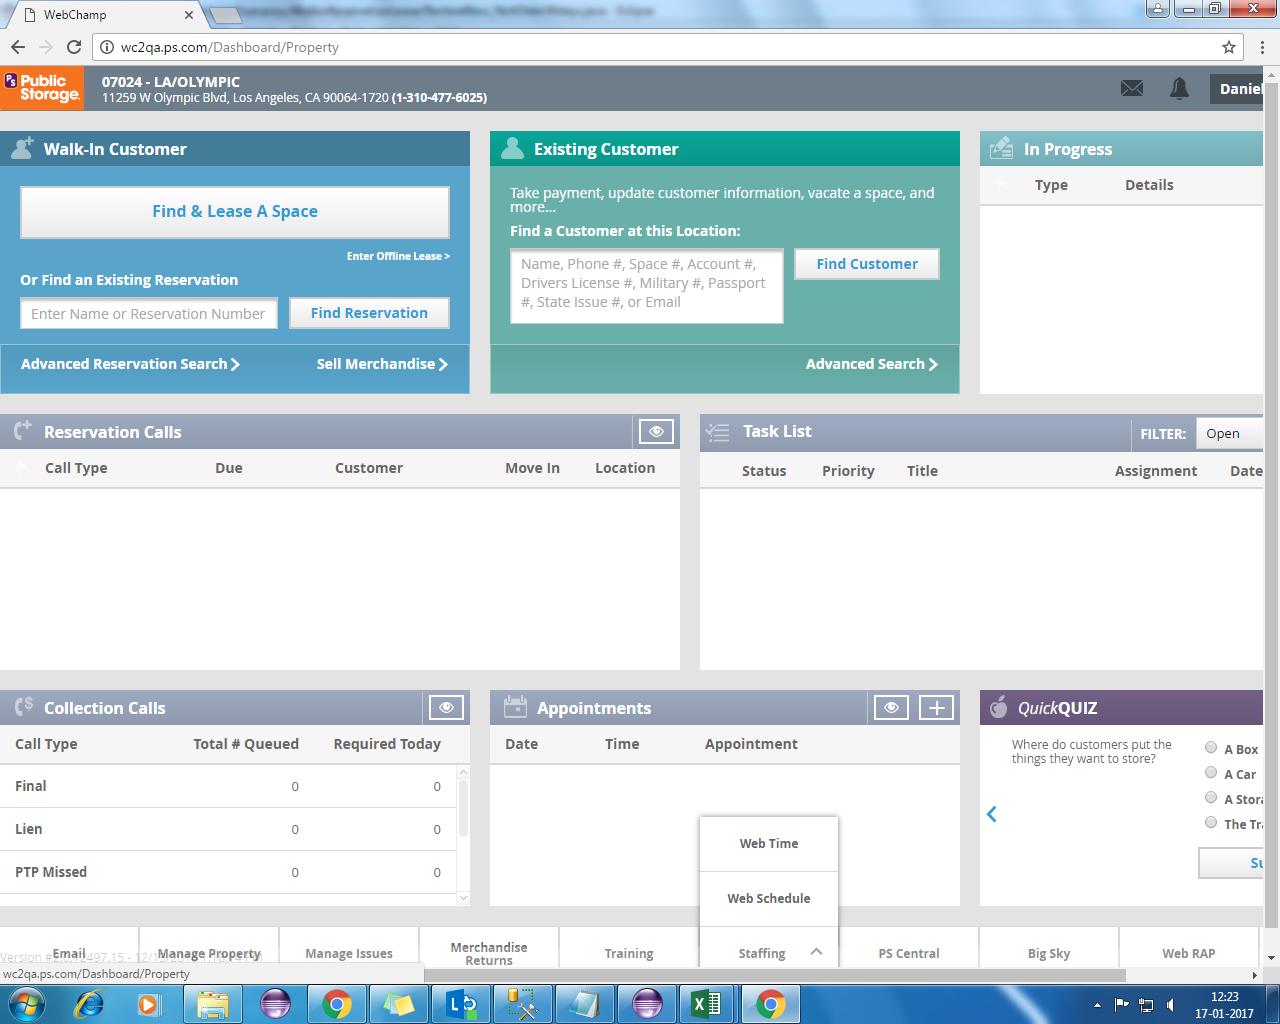 WebChamp
wc2qa.ps.com/Dashboard/Property
PS Public Storage.
07024 - LA/OLYMPIC
11259 W Olympic Blvd, Los Angeles, CA 90064-1720 (1-310-477-6025)
Daniel
Walk-In Customer
Find & Lease A Space
Enter Offline Lease >
Or Find an Existing Reservation
Enter Name or Reservation Number
Find Reservation
Advanced Reservation Search
Sell Merchandise
Existing Customer
Take payment, update customer information, vacate a space, and
more...
Find a Customer at this Location:
Name, Phone #, Space #, Account #,
Drivers License #, Military #, Passport
#, State Issue #, or Email
Find Customer
Advanced Search
In Progress
Type Details
Reservation Calls
Call Type Due Customer Move In Location
Task List
FILTER: Open
Status Priority Title Assignment Date
Collection Calls
Call Type Total # Queued Required Today
Final 0 0
Lien 0 0
PTP Missed 0 0
Appointments
Date Time Appointment
QuickQUIZ
Where do customers put the
things they want to store?
A Box
A Car
A Stora
The Tra
Su
Web Time
Web Schedule
Email
Manage Property
Manage Issues
Merchandise
Returns
Training
Staffing
PS Central
Big Sky
Web RAP
wc2qa.ps.com/Dashboard/Property
12:23
17-01-2017